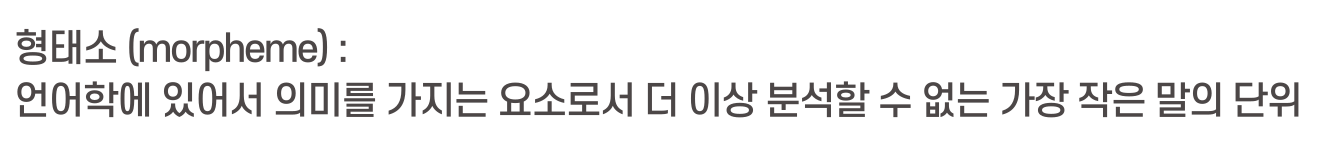 형태소 (morpheme) :
언어학에 있어서 의미를 가지는 요소로서 더 이상 분석할 수 없는 가장 작은 말의 단위